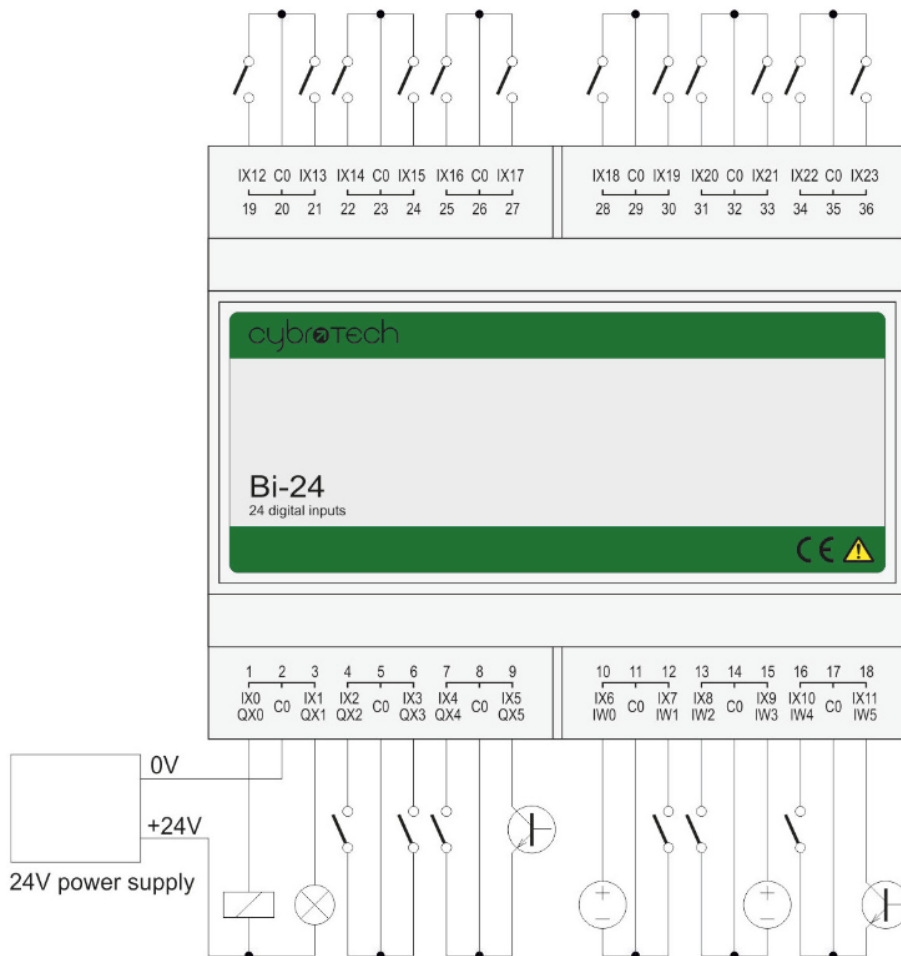 IX12 C0 IX13 IX14 C0 IX15 IX16 C0 IX17 IX18 C0 IX19 IX20 C0 IX21 IX22 C0 IX23
19 20 21 22 23 24 25 26 27 28 29 30 31 32 33 34 35 36
cybrotech
Bi-24
24 digital inputs
CE
1 2 3 4 5 6 7 8 9 10 11 12 13 14 15 16 17 18
IX0 C0 IX1 IX2 C0 IX3 IX4 C0 IX5 IX6 C0 IX7 IX8 C0 IX9 IX10 C0 IX11
QX0 QX1 QX2 QX3 QX4 QX5 IW0 IW1 IW2 IW3 IW4 IW5
0V
+24V
24V power supply